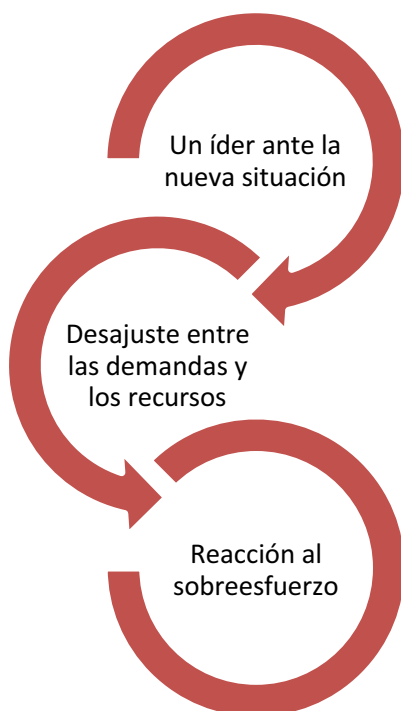 Un íder ante la
nueva situación
Desajuste entre
las demandas y
los recursos
Reacción al
sobreesfuerzo